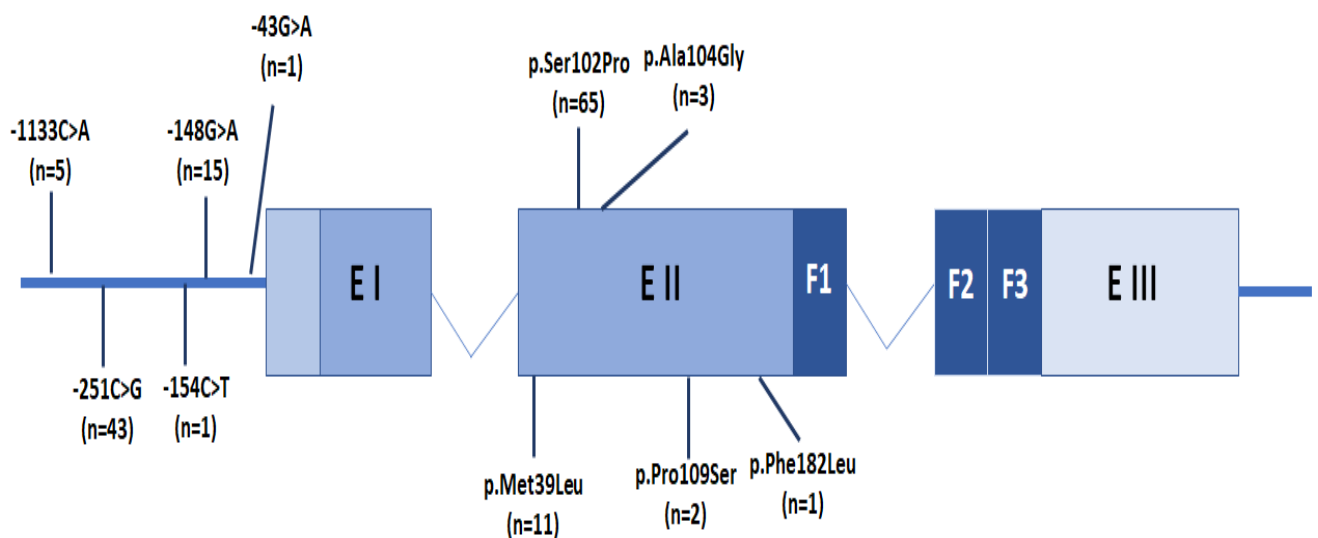 -43G>A
(n=1)
p.Ser102Pro
(n=65)
p.Ala104Gly
(n=3)
-1133C>A
(n=5)
-148G>A
(n=15)
E I
E II
F1
F2
F3
E III
-251C>G
(n=43)
-154C>T
(n=1)
p.Met39Leu
(n=11)
p.Pro109Ser
(n=2)
p.Phe182Leu
(n=1)